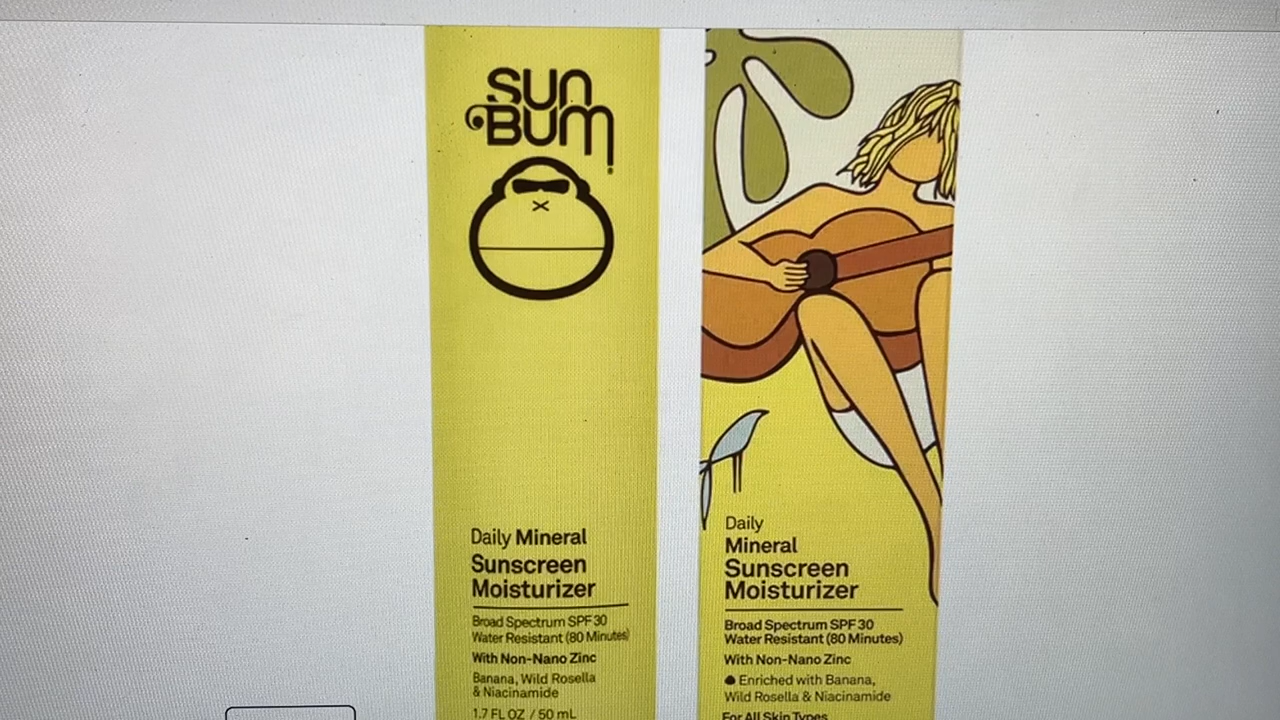 SUN
BUM
Daily Mineral
Sunscreen
Moisturizer
Broad Spectrum SPF 30
Water Resistant (80 Minutes)
With Non-Nano Zinc
Banana, Wild Rosella
& Niacinamide
1.7 FL OZ / 50 mL
Daily
Mineral
Sunscreen
Moisturizer
Broad Spectrum SPF 30
Water Resistant (80 Minutes)
With Non-Nano Zinc
Enriched with Banana,
Wild Rosella & Niacinamide
For All Skin Types